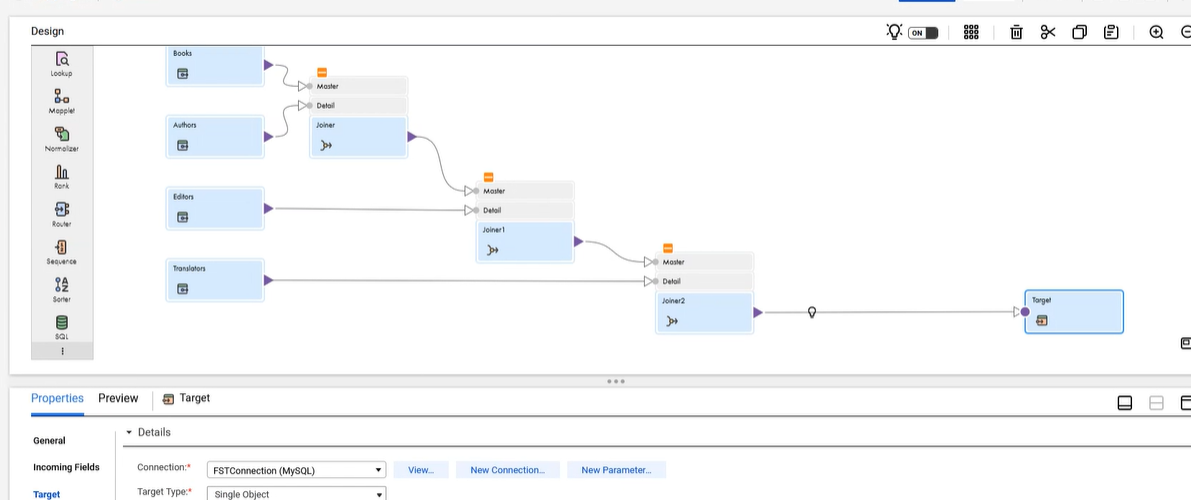 Design
ON
Lookup
Mapplet
Normalizer
Rank
Router
Sequence
Sorter
SQL
Books
Authors
Editors
Translators
Master
Detail
Joiner
Master
Detail
Joiner1
Master
Detail
Joiner2
Target
Properties
Preview
Target
General
Incoming Fields
Target
Details
Connection:*
FSTConnection (MySQL)
View...
New Connection...
New Parameter...
Target Type:*
Single Object